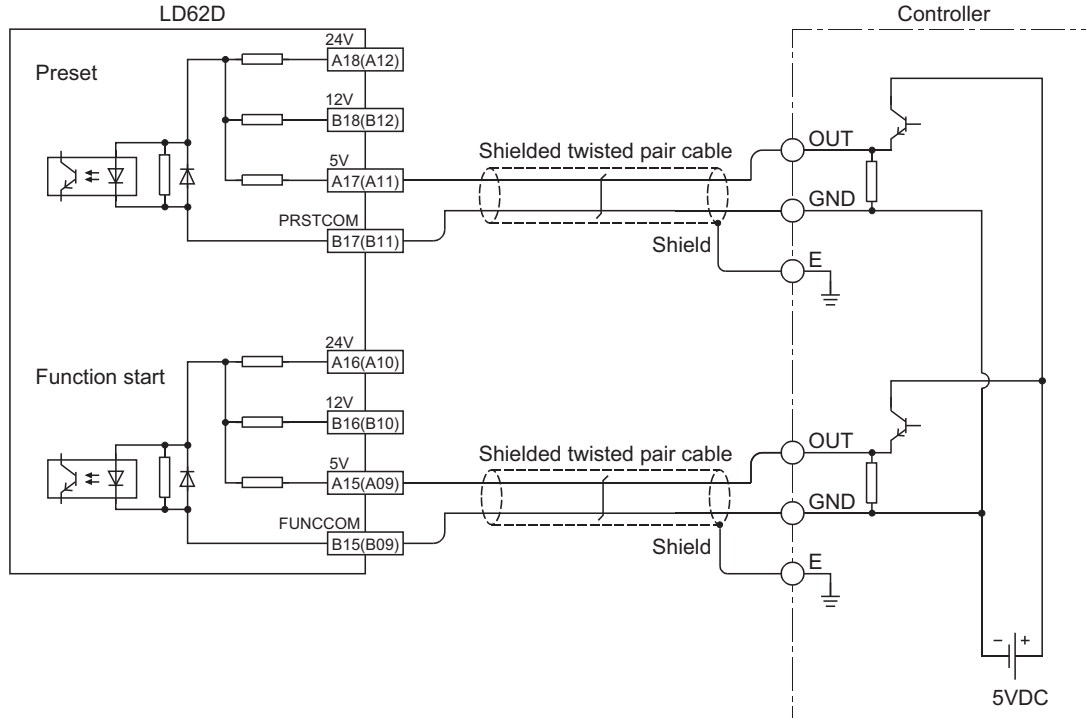 LD62D
Controller
Preset
24V
A18(A12)
12V
B18(B12)
5V
A17(A11)
PRSTCOM
B17(B11)
Shielded twisted pair cable
Shield
OUT
GND
E
Function start
24V
A16(A10)
12V
B16(B10)
5V
A15(A09)
FUNCCOM
B15(B09)
Shielded twisted pair cable
Shield
OUT
GND
E
− +
5VDC